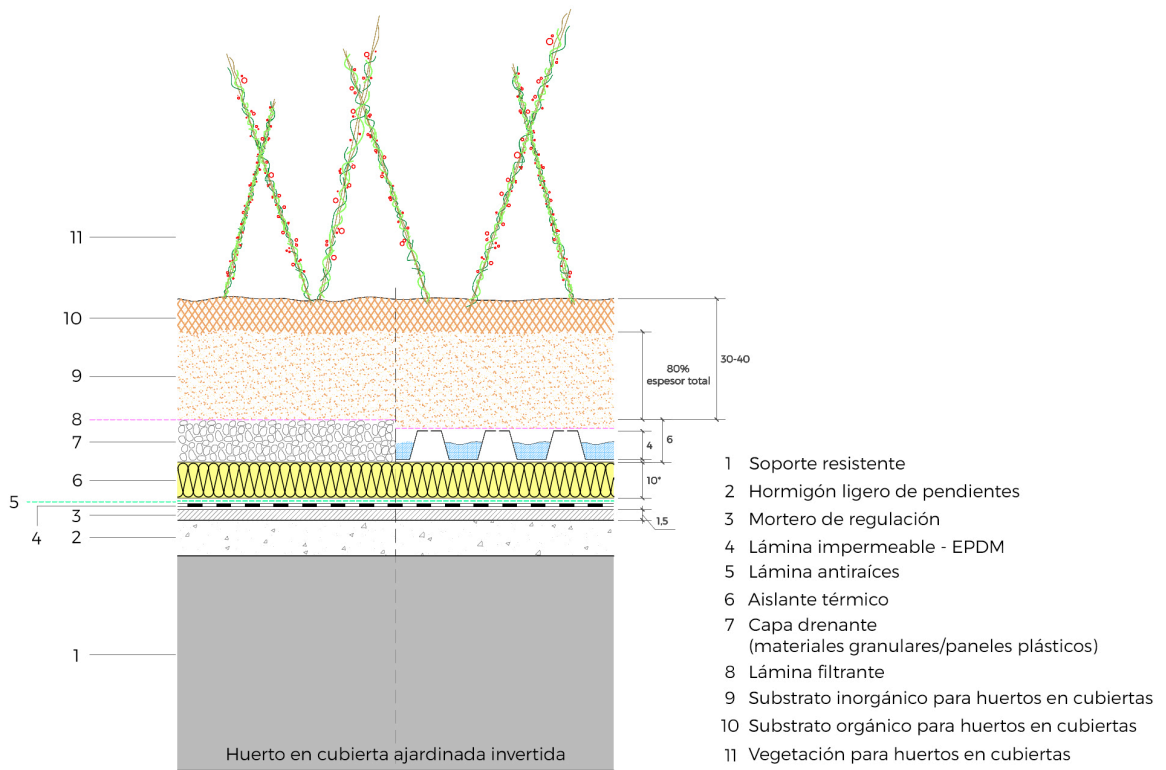 11
10
30-40
80%
espesor total
9
8
7
4
6
6
10*
5
3
1,5
4
2
1
Huerto en cubierta ajardinada invertida
1 Soporte resistente
2 Hormigón ligero de pendientes
3 Mortero de regulación
4 Lámina impermeable - EPDM
5 Lámina antiraíces
6 Aislante térmico
7 Capa drenante
(materiales granulares/paneles plásticos)
8 Lámina filtrante
9 Substrato inorgánico para huertos en cubiertas
10 Substrato orgánico para huertos en cubiertas
11 Vegetación para huertos en cubiertas